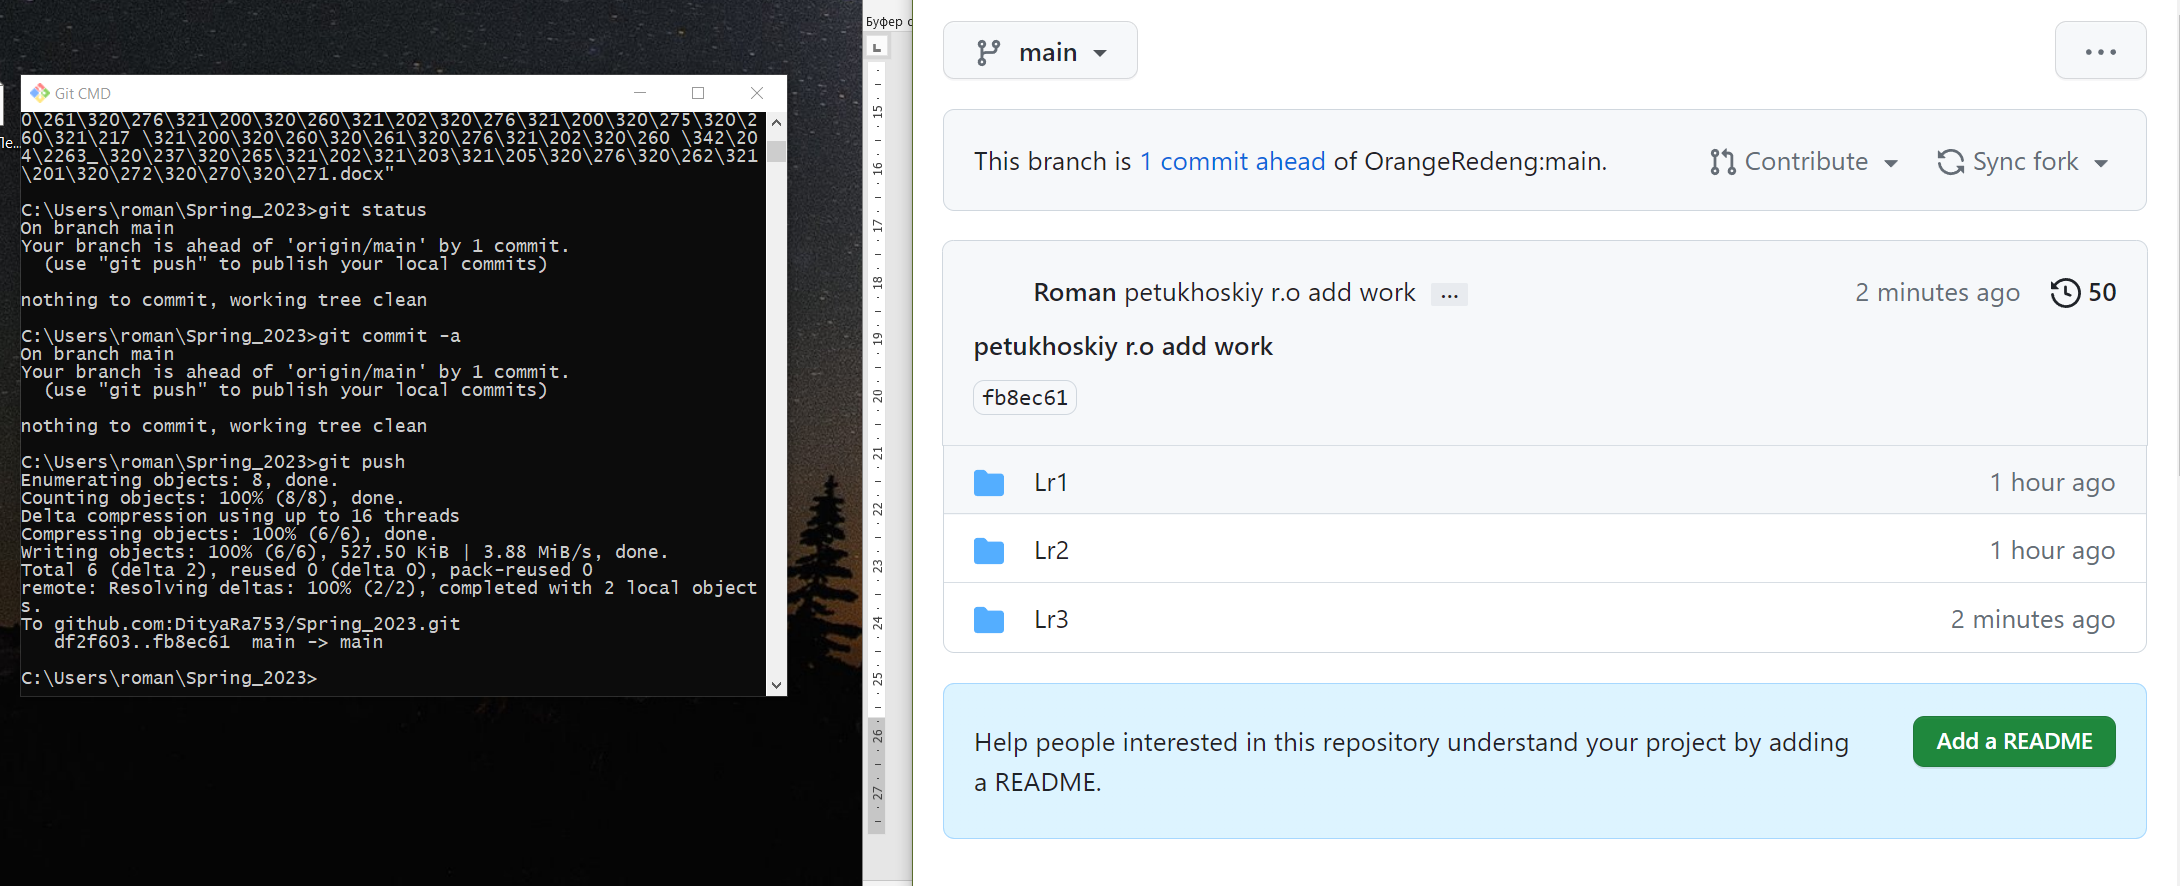 Git CMD
0\261\320\276\321\200\320\260\321\202\320\276\321\200\320\275\320\2
60\321\217 \321\200\320\260\320\261\320\276\321\202\320\260 \342\20
4\2263_\320\237\320\265\321\202\321\203\321\205\320\276\320\262\321
\201\320\272\320\270\320\271.docx"
C:\Users\roman\Spring_2023>git status
On branch main
Your branch is ahead of 'origin/main' by 1 commit.
(use "git push" to publish your local commits)
nothing to commit, working tree clean
C:\Users\roman\Spring_2023>git commit -a
On branch main
Your branch is ahead of 'origin/main' by 1 commit.
(use "git push" to publish your local commits)
nothing to commit, working tree clean
C:\Users\roman\Spring_2023>git push
Enumerating objects: 8, done.
Counting objects: 100% (8/8), done.
Delta compression using up to 16 threads
Compressing objects: 100% (6/6), done.
Writing objects: 100% (6/6), 527.50 KiB | 3.88 MiB/s, done.
Total 6 (delta 2), reused 0 (delta 0), pack-reused 0
remote: Resolving deltas: 100% (2/2), completed with 2 local object
s.
To github.com:DityaRa753/Spring_2023.git
df2f603..fb8ec61  main -> main
C:\Users\roman\Spring_2023>
Буфер
15
16
17
18
19
20
21
22
23
24
25
26
27
main
This branch is 1 commit ahead of OrangeRedeng:main.
Contribute
Sync fork
Roman petukhoskiy r.o add work ...
2 minutes ago
50
petukhoskiy r.o add work
fb8ec61
Lr1 1 hour ago
Lr2 1 hour ago
Lr3 2 minutes ago
Help people interested in this repository understand your project by adding
a README.
Add a README